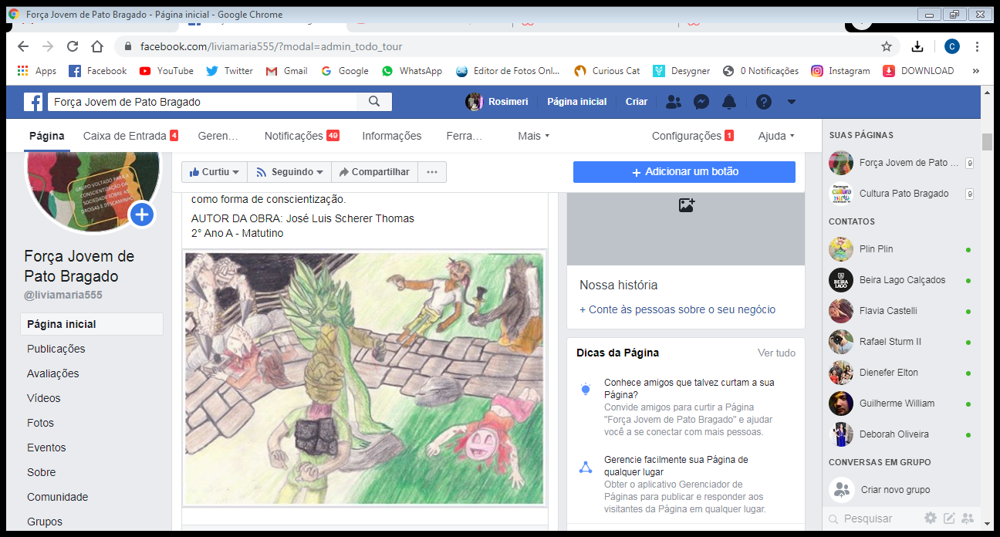 Força Jovem de Pato Bragado - Página inicial - Google Chrome
facebook.com/liviamaria555/?modal=admin_todo_tour
C
Apps Facebook YouTube Twitter Gmail Google WhatsApp Editor de Fotos Onl... Curious Cat Desygner 0 Notificações Instagram DOWNLOAD »
Força Jovem de Pato Bragado
Rosimeri Página inicial Criar
Página Caixa de Entrada 4 Geren... Notificações 49 Informações Ferra... Mais Configurações 1 Ajuda
GRUPO VOLTADO PARA A
CONSCIENTIZAÇÃO DA
SOCIEDADE SOBRE AS
DROGAS E DESCAMINHO
Força Jovem de
Pato Bragado
@livi​amaria555
Página inicial
Publicações
Avaliações
Vídeos
Fotos
Eventos
Sobre
Comunidade
Grupos
Curtiu Seguindo Compartilhar ...
+ Adicionar um botão
como forma de conscientização.
AUTOR DA OBRA: José Luis Scherer Thomas
2° Ano A - Matutino
Nossa história
+ Conte às pessoas sobre o seu negócio
Dicas da Página Ver tudo
Conhece amigos que talvez curtam a sua
Página?
Convide amigos para curtir a Página
"Força Jovem de Pato Bragado" e ajudar
você a se conectar com mais pessoas.
Gerencie facilmente sua Página de
qualquer lugar
Obter o aplicativo Gerenciador de
Páginas para publicar e responder aos
visitantes da Página em qualquer lugar.
SUAS PÁGINAS
Força Jovem de Pato ... 9
Cultura Pato Bragado 9
CONTATOS
Plin Plin
Beira Lago Calçados
Flavia Castelli
Rafael Sturm II
Dienefer Elton
Guilherme William
Deborah Oliveira
CONVERSAS EM GRUPO
Criar novo grupo
Pesquisar